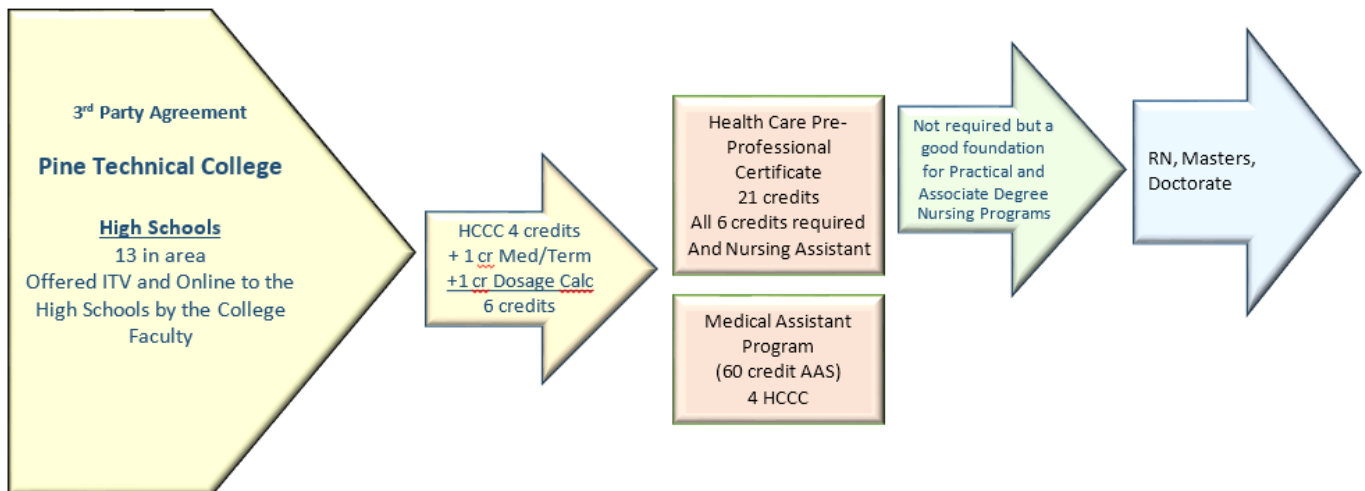 3rd Party Agreement
Pine Technical College
High Schools
13 in area
Offered ITV and Online to the
High Schools by the College
Faculty
HCCC 4 credits
+ 1 cr Med/Term
+1 cr Dosage Calc
6 credits
Health Care Pre-
Professional
Certificate
21 credits
All 6 credits required
And Nursing Assistant
Medical Assistant
Program
(60 credit AAS)
4 HCCC
Not required but a
good foundation
for Practical and
Associate Degree
Nursing Programs
RN, Masters,
Doctorate